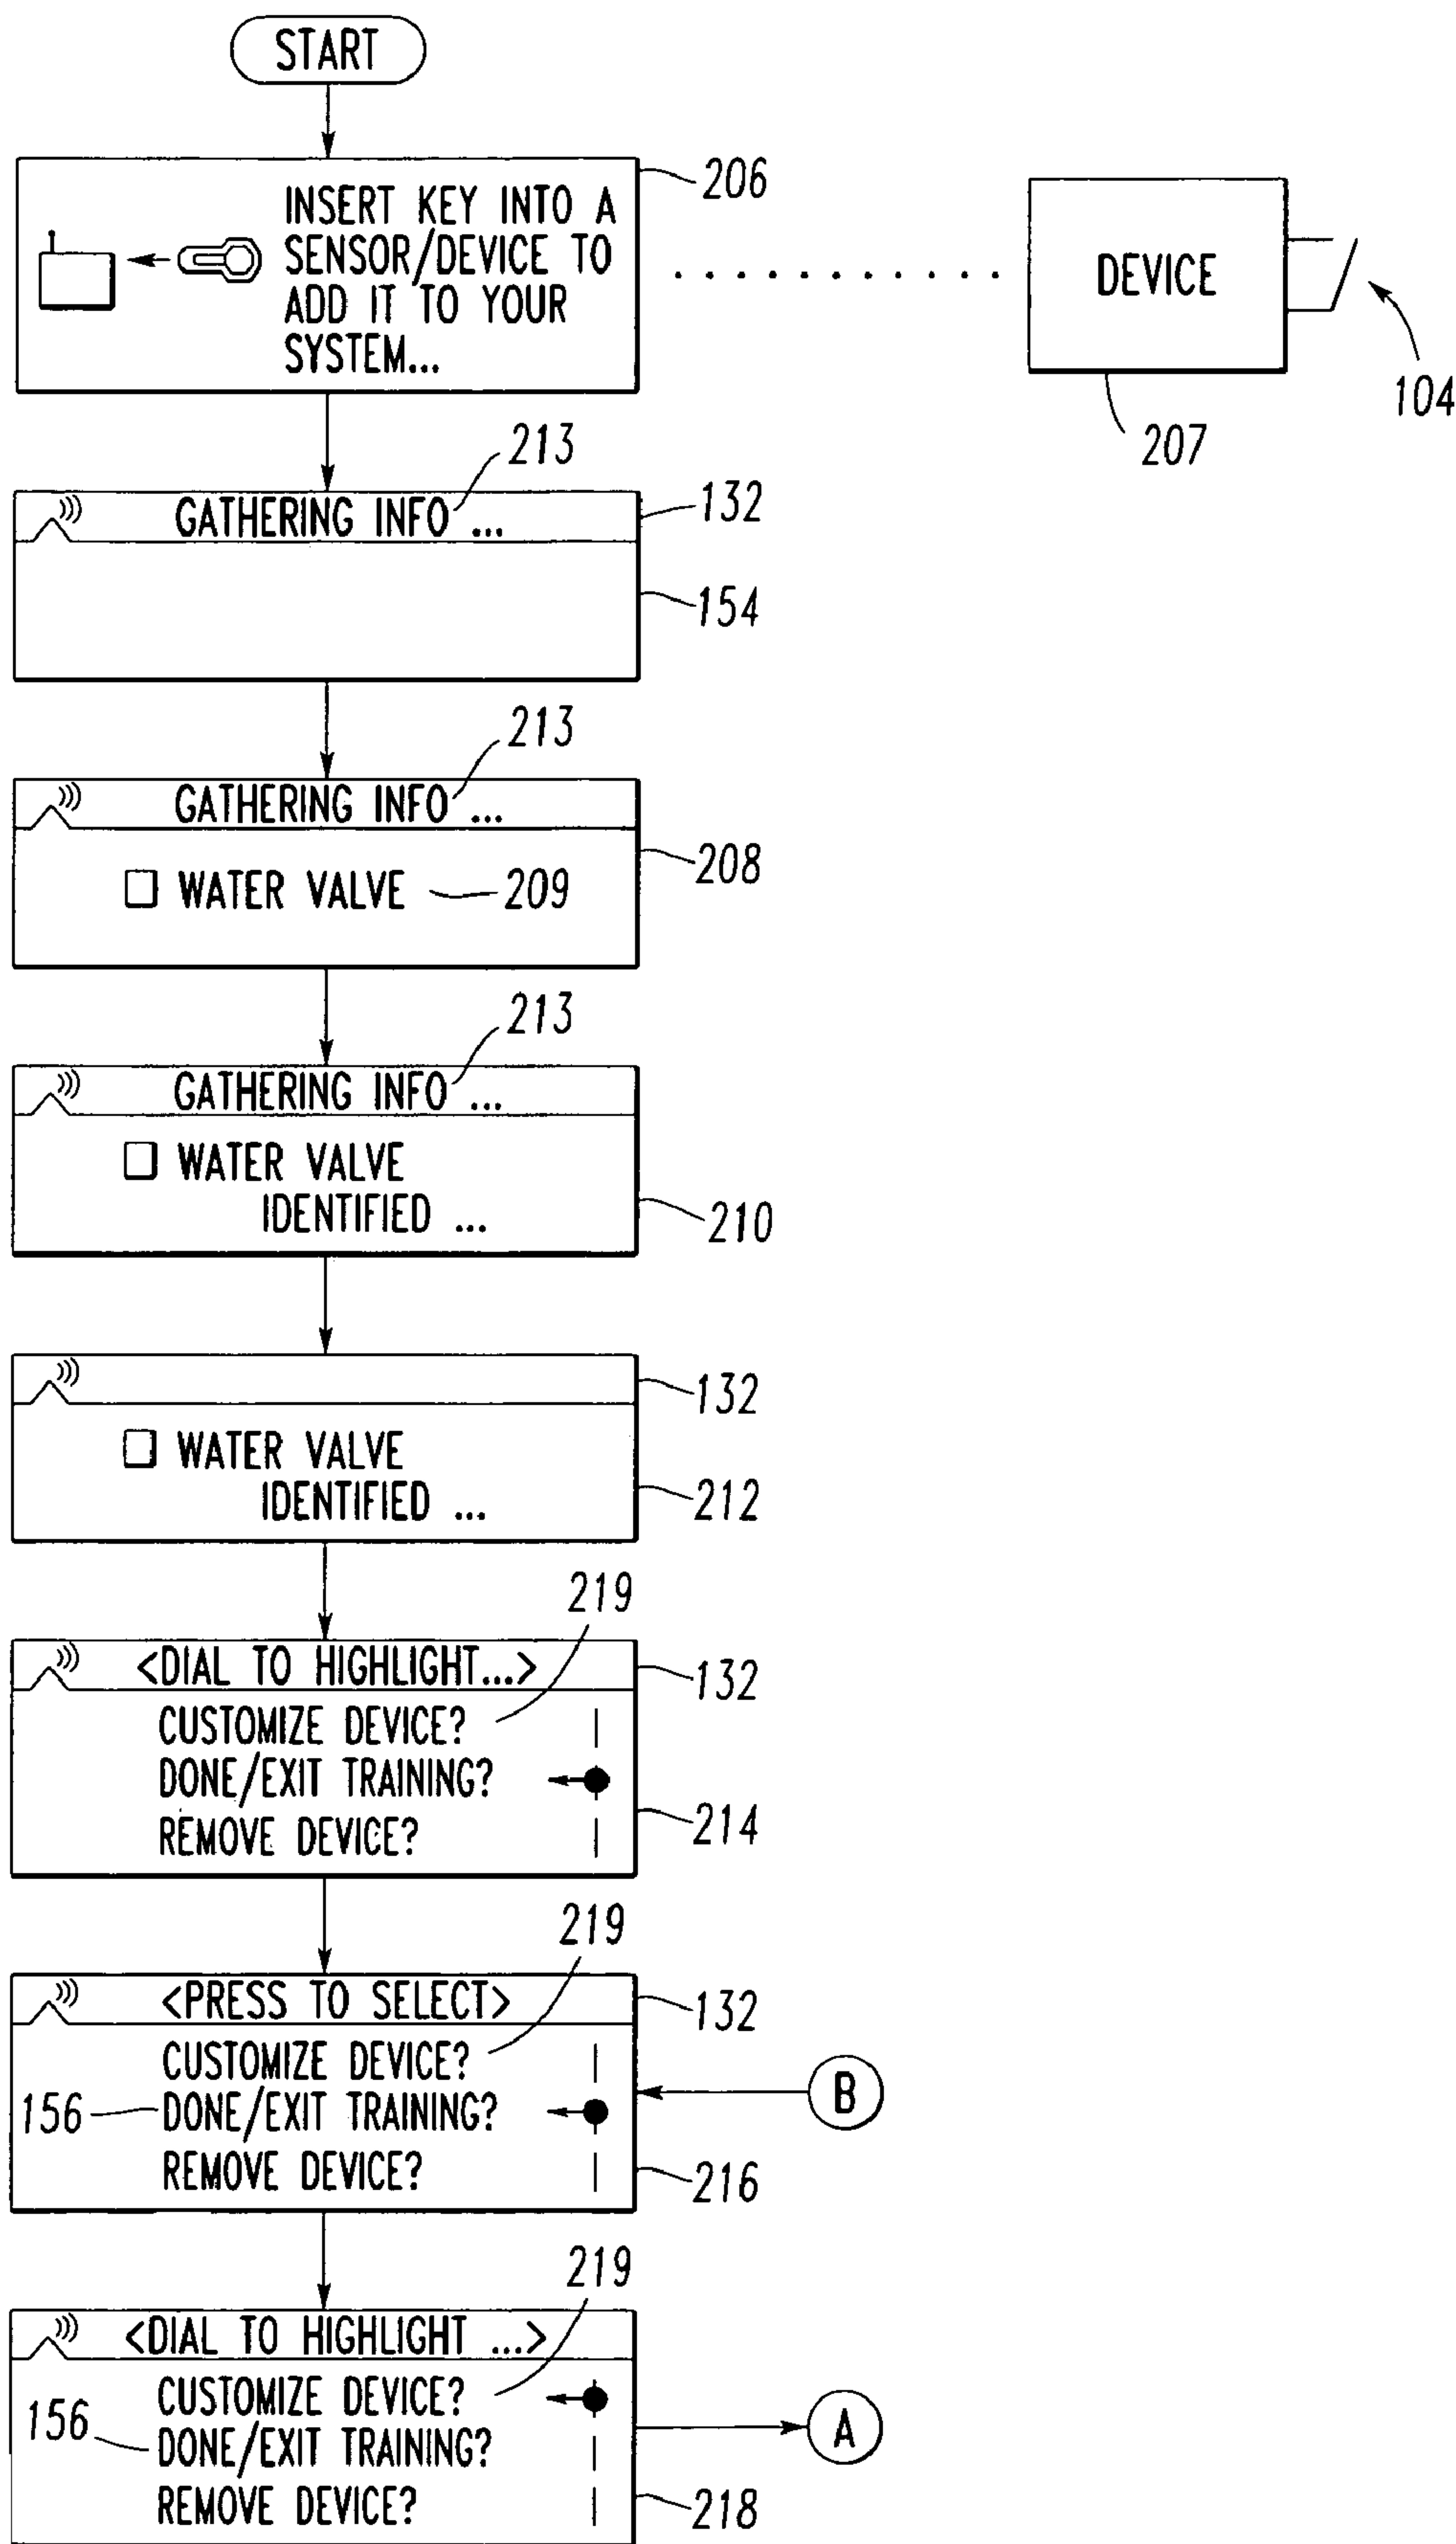 START
206
INSERT KEY INTO A
SENSOR/DEVICE TO
ADD IT TO YOUR
SYSTEM...
DEVICE
104
207
213
GATHERING INFO ...
132
154
213
GATHERING INFO ...
208
WATER VALVE
209
213
GATHERING INFO ...
WATER VALVE
IDENTIFIED ...
210
132
WATER VALVE
IDENTIFIED ...
212
219
<DIAL TO HIGHLIGHT...>
132
CUSTOMIZE DEVICE?
DONE/EXIT TRAINING?
REMOVE DEVICE?
214
219
<PRESS TO SELECT>
132
CUSTOMIZE DEVICE?
156
DONE/EXIT TRAINING?
B
REMOVE DEVICE?
216
219
<DIAL TO HIGHLIGHT ...>
CUSTOMIZE DEVICE?
156
DONE/EXIT TRAINING?
A
REMOVE DEVICE?
218